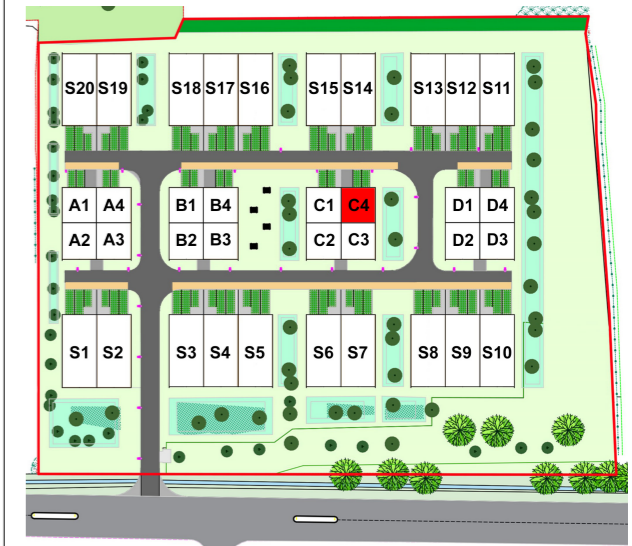 S20 S19 S18 S17 S16 S15 S14 S13 S12 S11
A1 A4 B1 B4 C1 C4 D1 D4
A2 A3 B2 B3 C2 C3 D2 D3
S1 S2 S3 S4 S5 S6 S7 S8 S9 S10